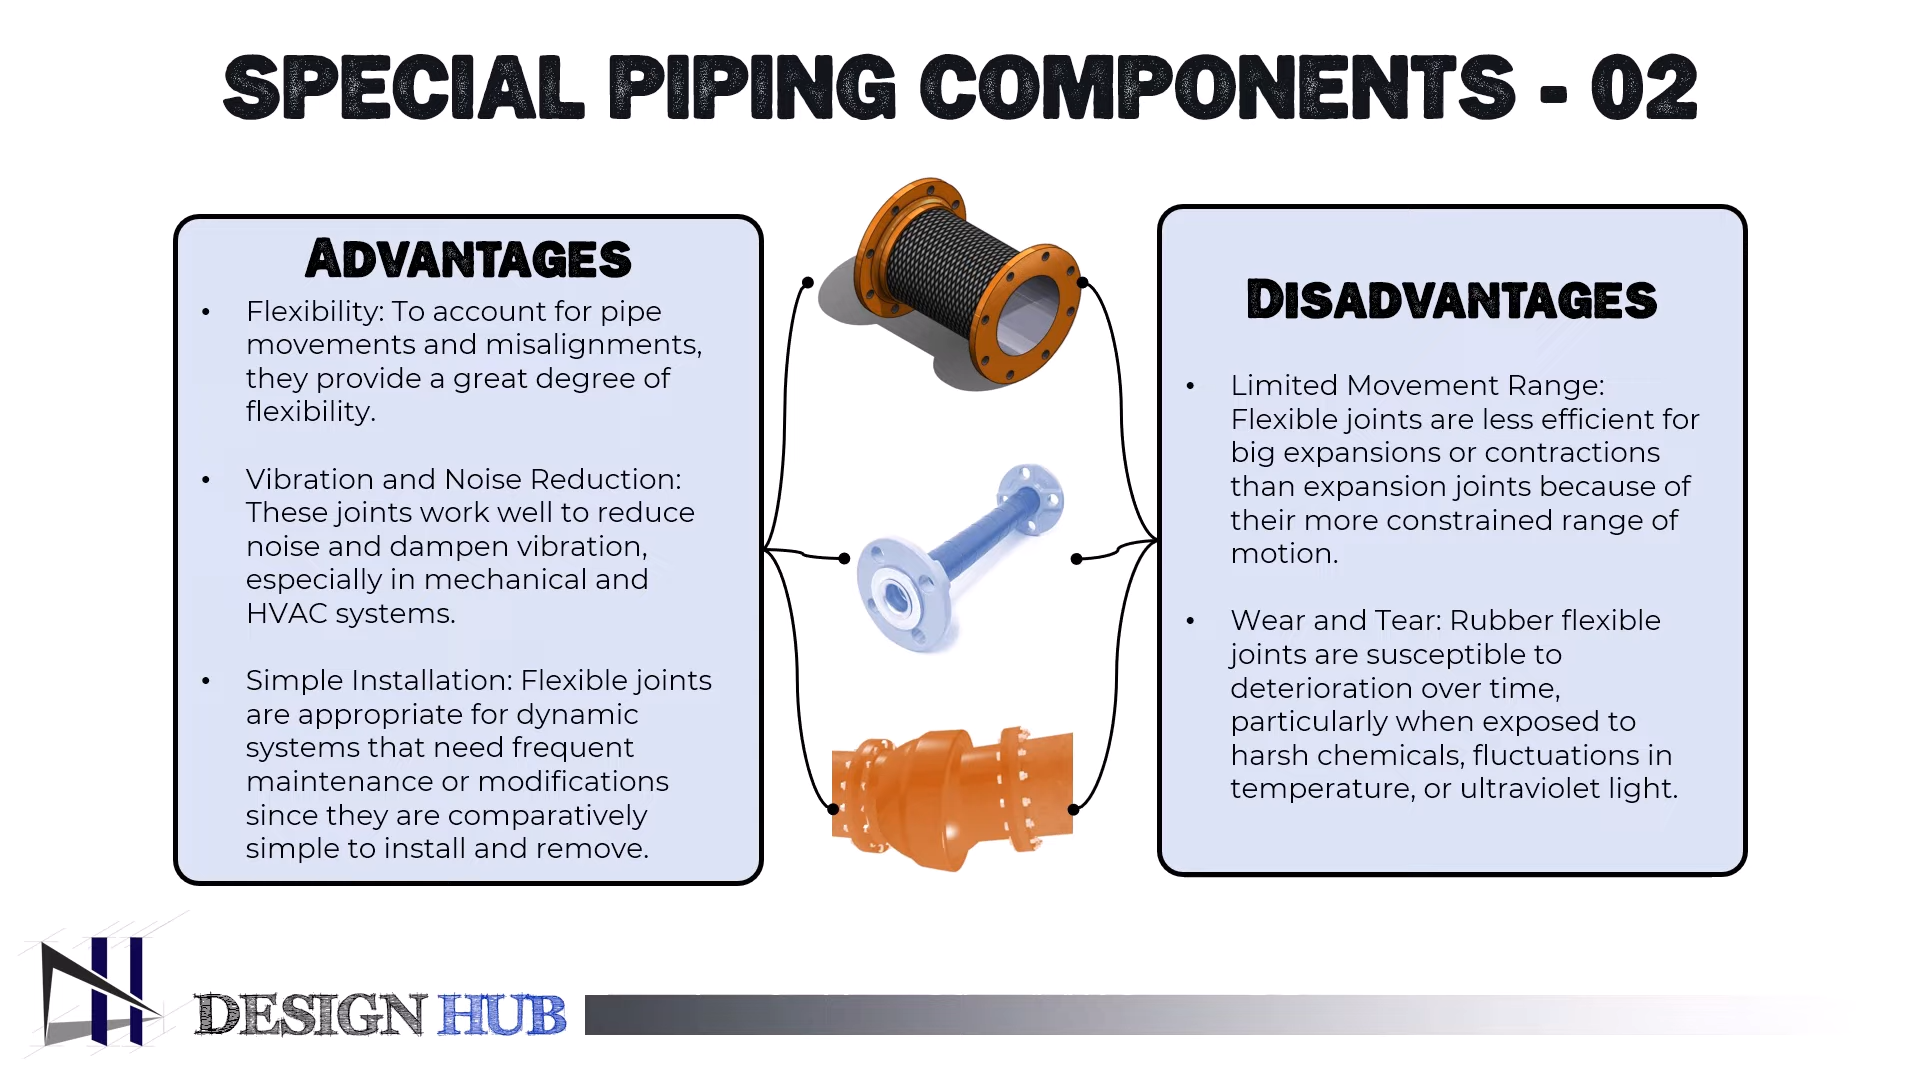 SPECIAL PIPING COMPONENTS - 02
ADVANTAGES
• Flexibility: To account for pipe
movements and misalignments,
they provide a great degree of
flexibility.
• Vibration and Noise Reduction:
These joints work well to reduce
noise and dampen vibration,
especially in mechanical and
HVAC systems.
• Simple Installation: Flexible joints
are appropriate for dynamic
systems that need frequent
maintenance or modifications
since they are comparatively
simple to install and remove.
DISADVANTAGES
• Limited Movement Range:
Flexible joints are less efficient for
big expansions or contractions
than expansion joints because of
their more constrained range of
motion.
• Wear and Tear: Rubber flexible
joints are susceptible to
deterioration over time,
particularly when exposed to
harsh chemicals, fluctuations in
temperature, or ultraviolet light.
DESIGN HUB